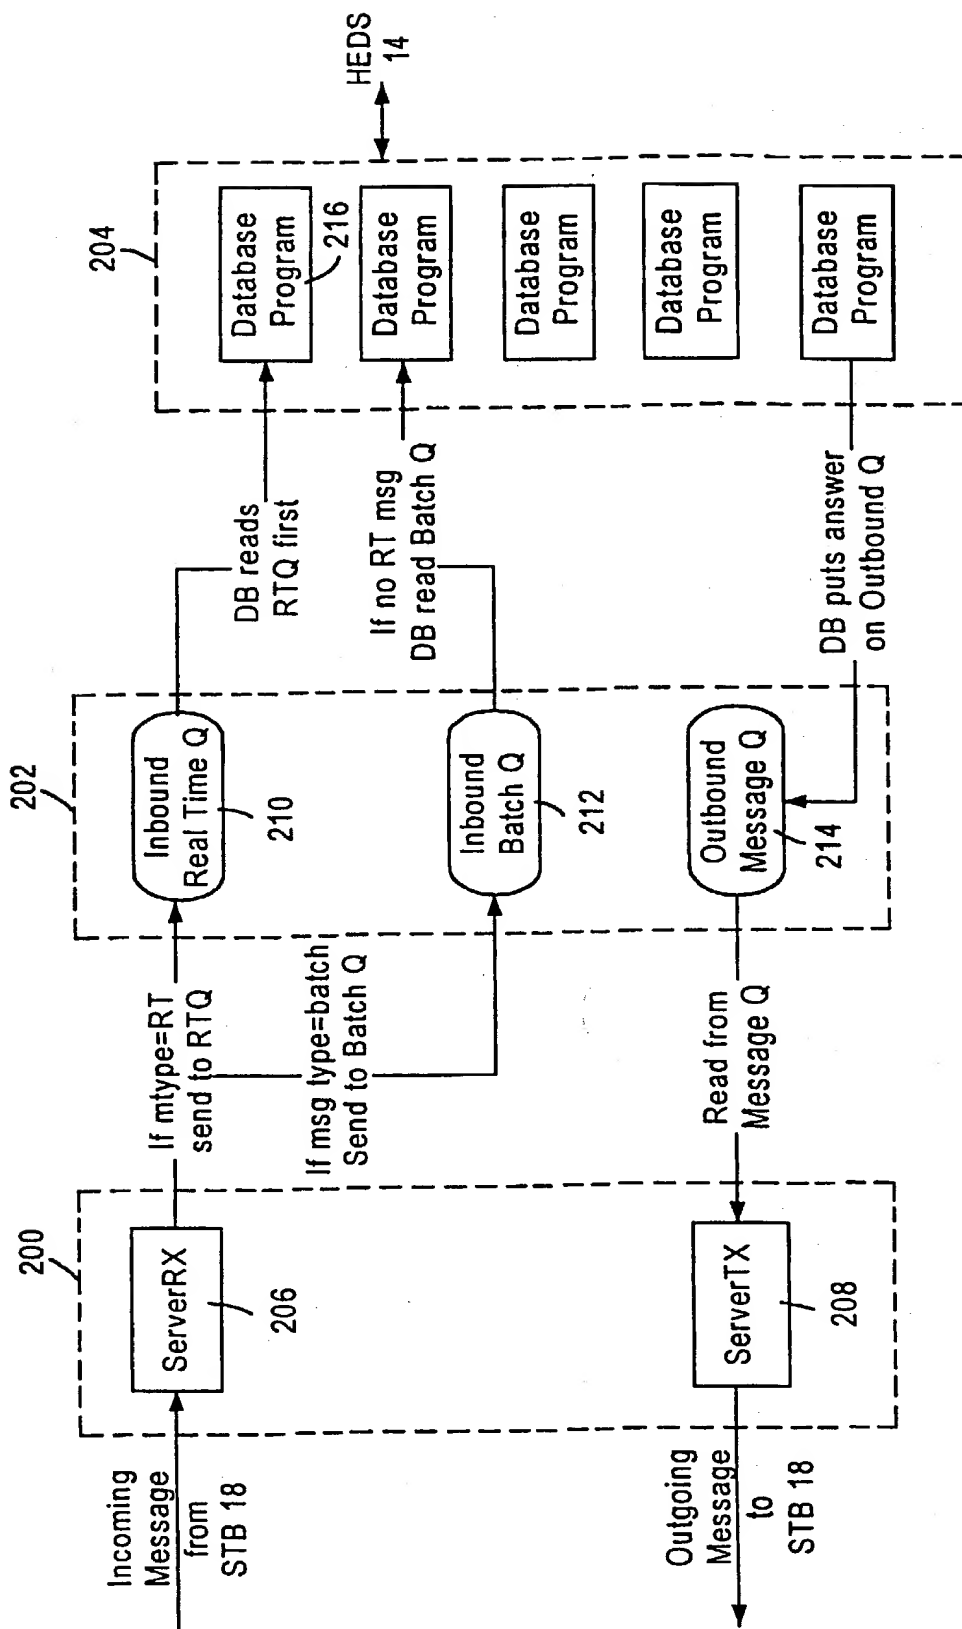 Incoming
Message
from
STB 18
200
ServerRX
206
If mtype=RT
send to RTQ
If msg type=batch
Send to Batch Q
202
Inbound
Real Time Q
210
Inbound
Batch Q
212
DB reads
RTQ first
If no RT msg
DB read Batch Q
204
Database
Program
216
Database
Program
Database
Program
Database
Program
Database
Program
HEDS
14
DB puts answer
on Outbound Q
Outbound
Message Q
214
Read from
Message Q
ServerTX
208
Outgoing
Message
to
STB 18